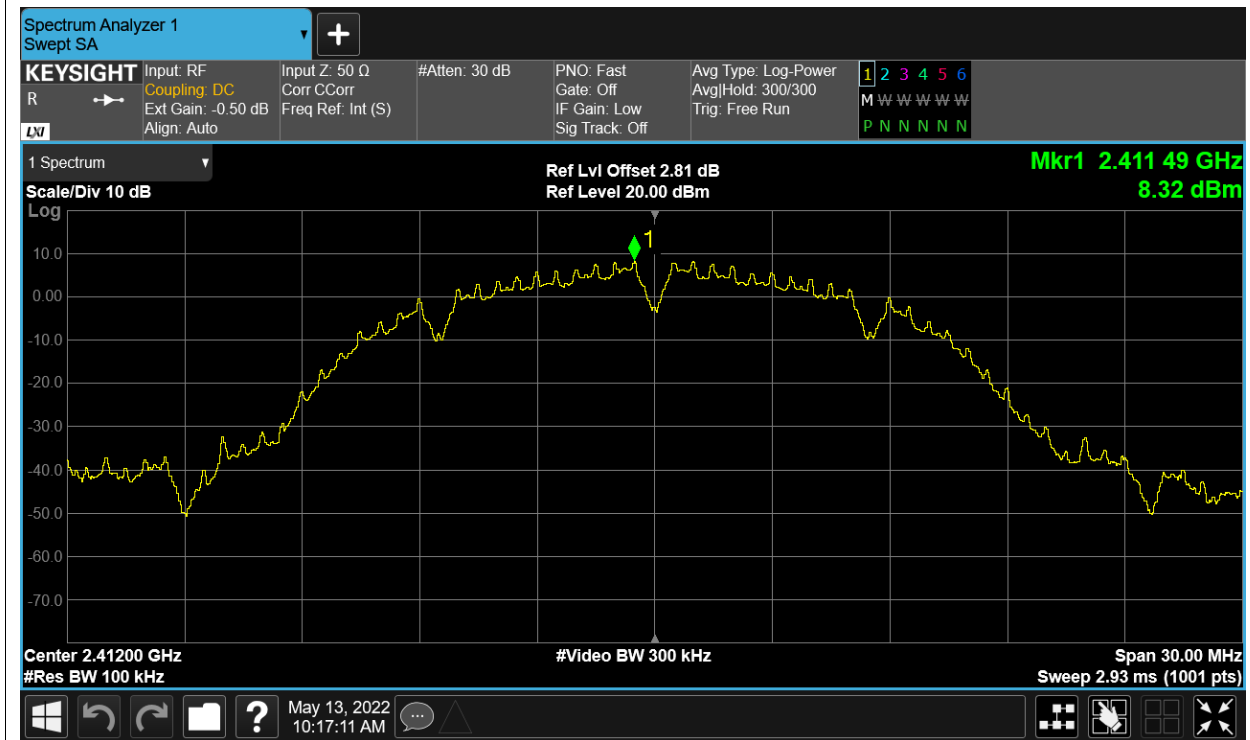 Spectrum Analyzer 1
Swept SA
KEYSIGHT
R
LXI
Input: RF
Coupling: DC
Ext Gain: -0.50 dB
Align: Auto
Input Z: 50 Ω
Corr CCorr
Freq Ref: Int (S)
#Atten: 30 dB
PNO: Fast
Gate: Off
IF Gain: Low
Sig Track: Off
Avg Type: Log-Power
Avg|Hold: 300/300
Trig: Free Run
1 2 3 4 5 6
M W W W W W
P N N N N N
1 Spectrum
Scale/Div 10 dB
Log
Ref Lvl Offset 2.81 dB
Ref Level 20.00 dBm
Mkr1 2.411 49 GHz
8.32 dBm
1
10.0
0.00
-10.0
-20.0
-30.0
-40.0
-50.0
-60.0
-70.0
Center 2.41200 GHz
#Res BW 100 kHz
#Video BW 300 kHz
Span 30.00 MHz
Sweep 2.93 ms (1001 pts)
?
May 13, 2022
10:17:11 AM